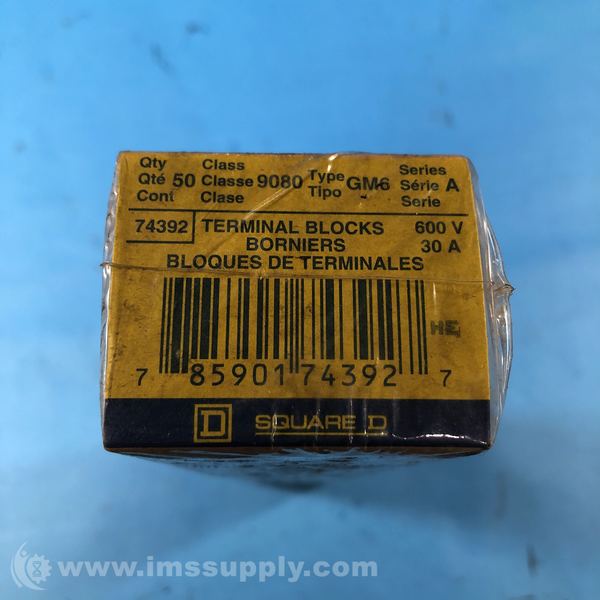 Qty Class Series
Qté 50 Classe 9080 Type GM6 Série A
Cont Clase Tipo Serie
74392 TERMINAL BLOCKS 600 V
BORNIERS 30 A
BLOQUES DE TERMINALES
HE
7 85901 74392 7
D SQUARE D
www.imssupply.com